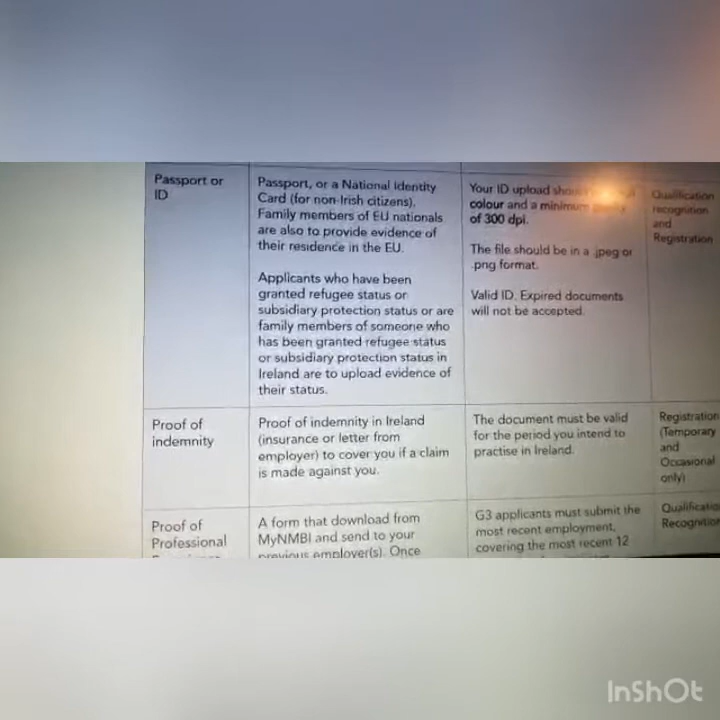 Passport or
ID
Passport, or a National Identity
Card (for non-Irish citizens).
Family members of EU nationals
are also to provide evidence of
their residence in the EU.
Applicants who have been
granted refugee status or
subsidiary protection status or are
family members of someone who
has been granted refugee status
or subsidiary protection status in
Ireland are to upload evidence of
their status.
Your ID upload should
colour and a minimum
of 300 dpi.
The file should be in a .jpeg or
.png format.
Valid ID. Expired documents
will not be accepted.
Qualification
recognition
and
Registration
Proof of
indemnity
Proof of indemnity in Ireland
(insurance or letter from
employer) to cover you if a claim
is made against you.
The document must be valid
for the period you intend to
practise in Ireland.
Registration
(Temporary
and
Occasional
only)
Proof of
Professional
A form that download from
MyNMBI and send to your
previous employer(s). Once
G3 applicants must submit the
most recent employment,
covering the most recent 12
Qualification
Recognition
InShOt